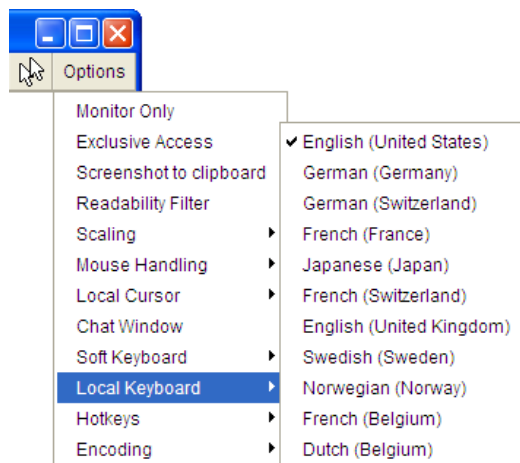 Options
Monitor Only
Exclusive Access
Screenshot to clipboard
Readability Filter
Scaling
Mouse Handling
Local Cursor
Chat Window
Soft Keyboard
Local Keyboard
Hotkeys
Encoding
English (United States)
German (Germany)
German (Switzerland)
French (France)
Japanese (Japan)
French (Switzerland)
English (United Kingdom)
Swedish (Sweden)
Norwegian (Norway)
French (Belgium)
Dutch (Belgium)